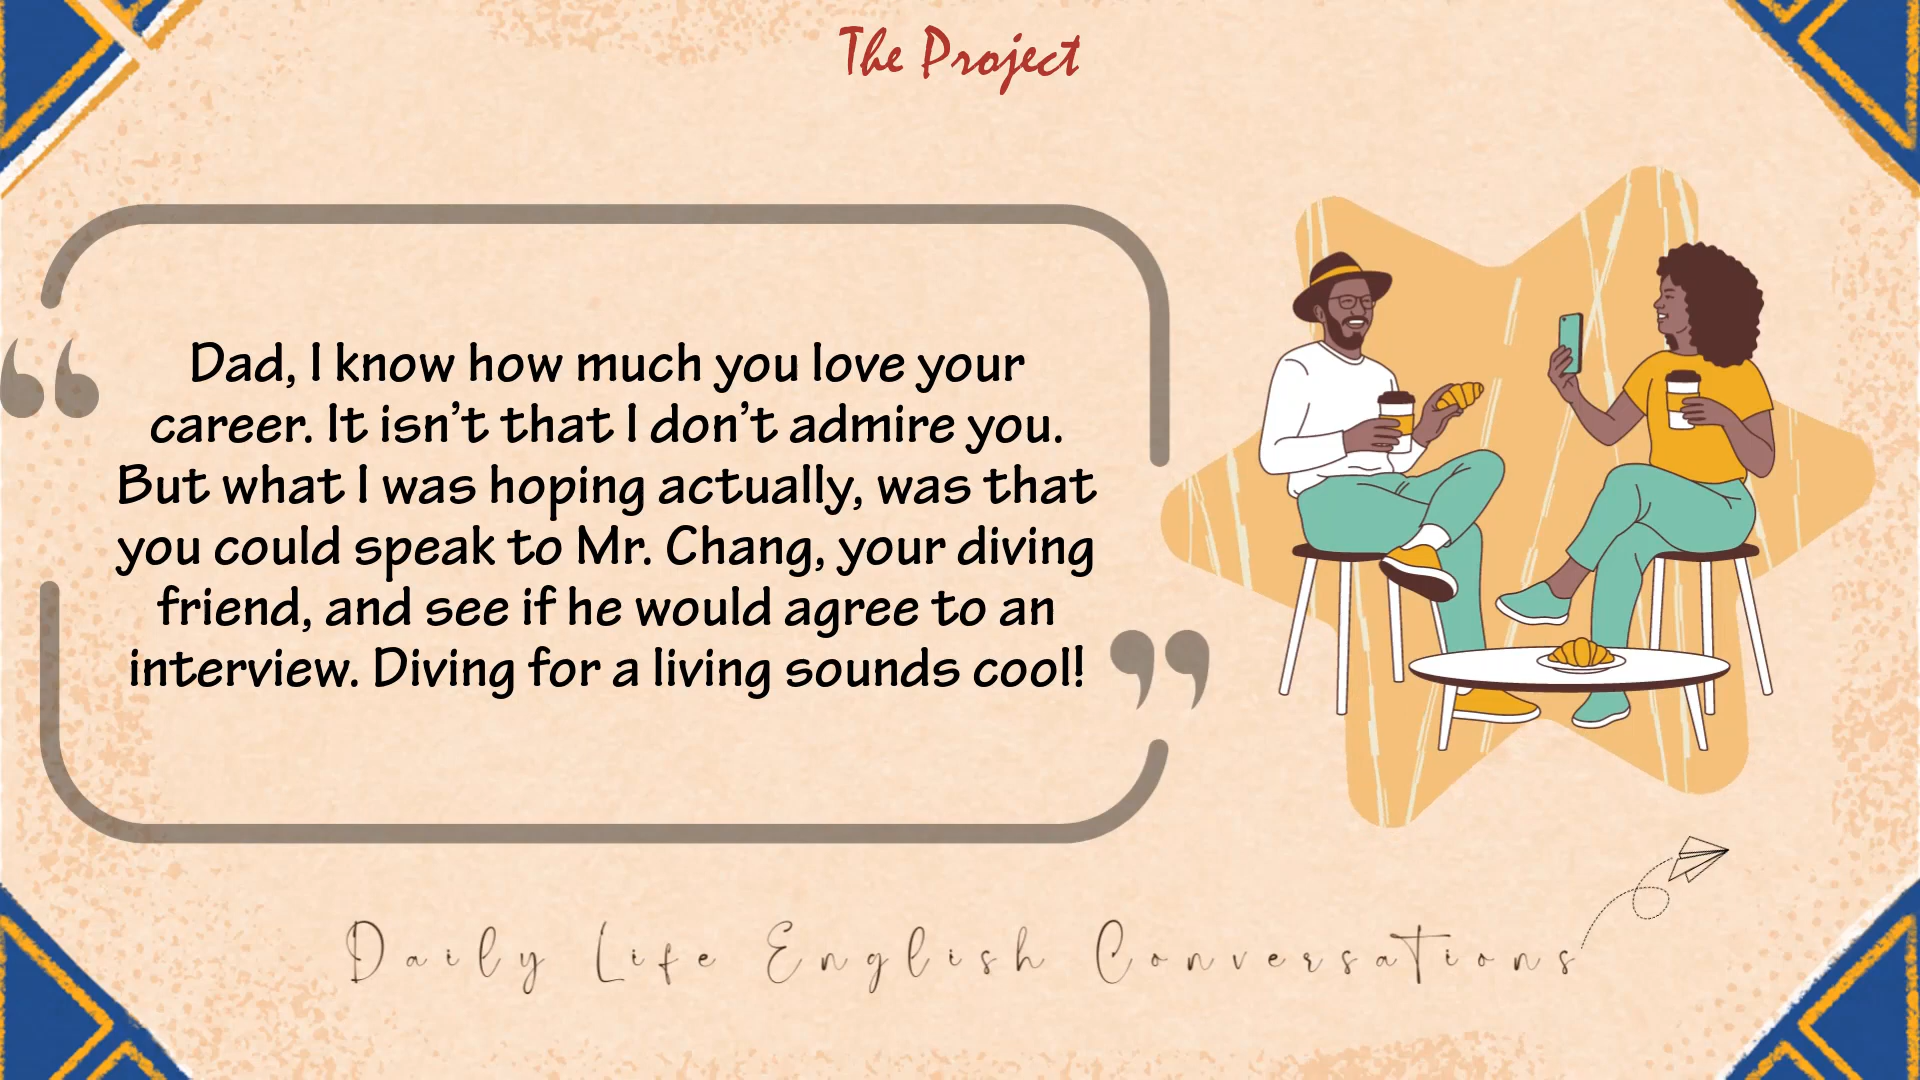 The Project
Dad, I know how much you love your
career. It isn’t that I don’t admire you.
But what I was hoping actually, was that
you could speak to Mr. Chang, your diving
friend, and see if he would agree to an
interview. Diving for a living sounds cool!
Daily Life English Conversations